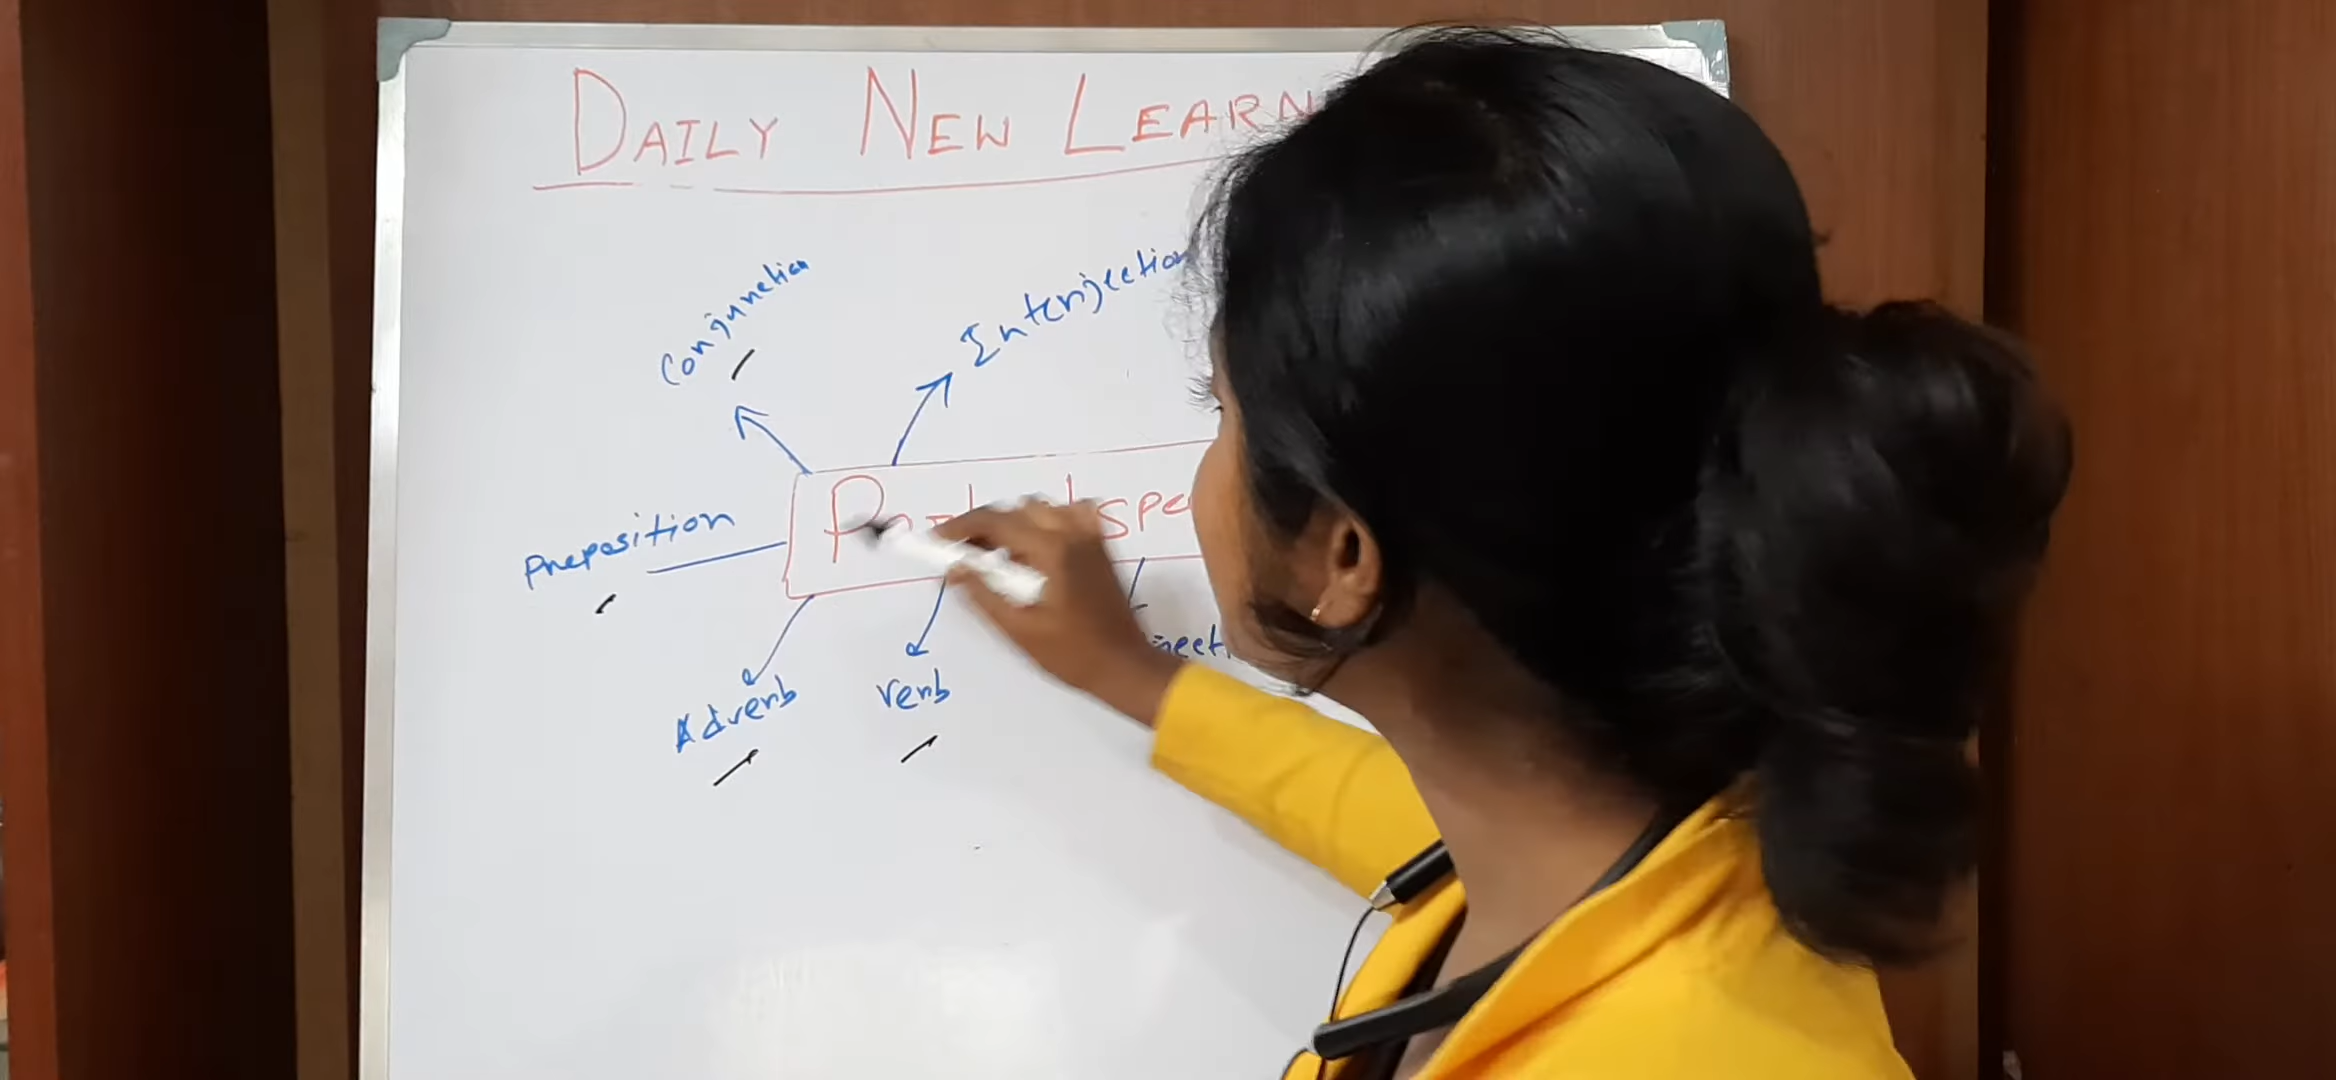 DAILY NEW LEARN
Conjunction
Interjection
Preposition
Adverb
Verb